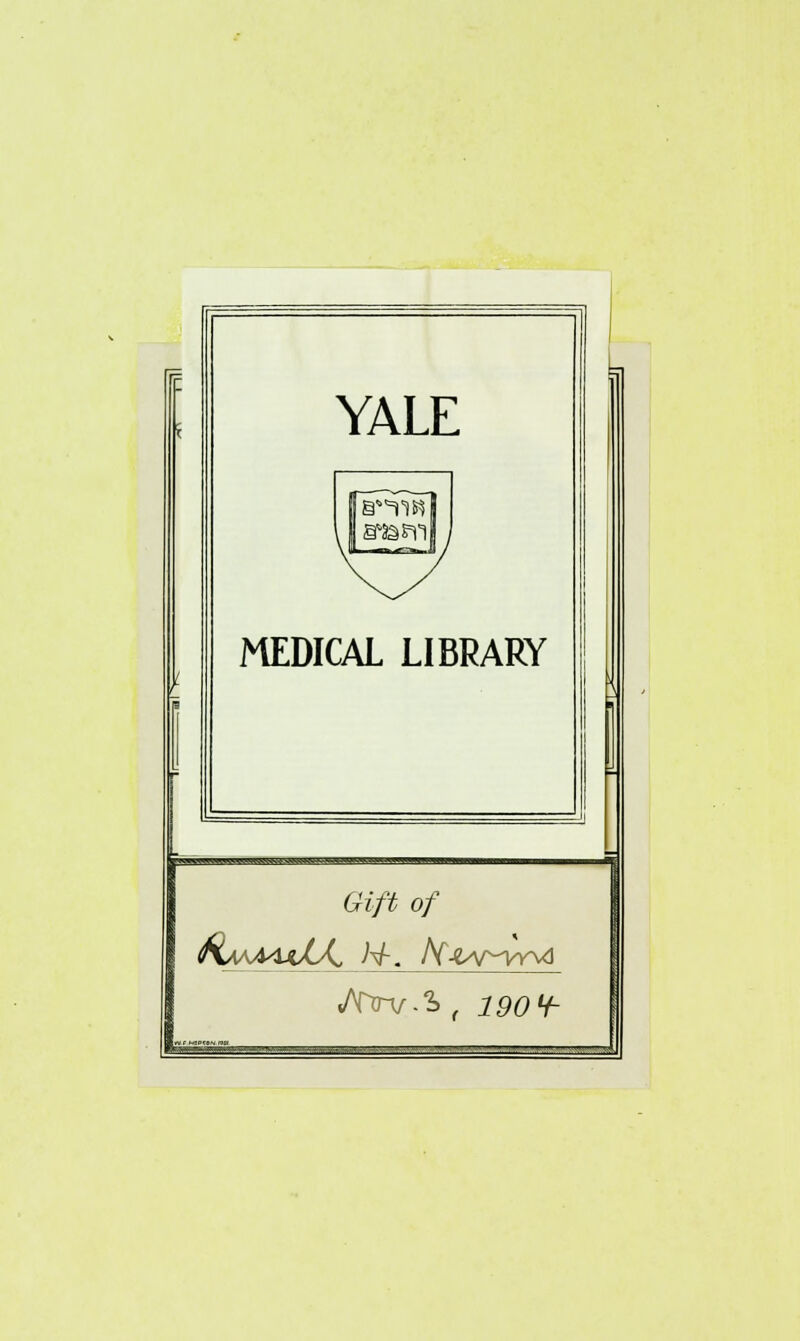 YALE
MEDICAL LIBRARY
Gift of
Russell H. Nevins
Nov. 3, 1904